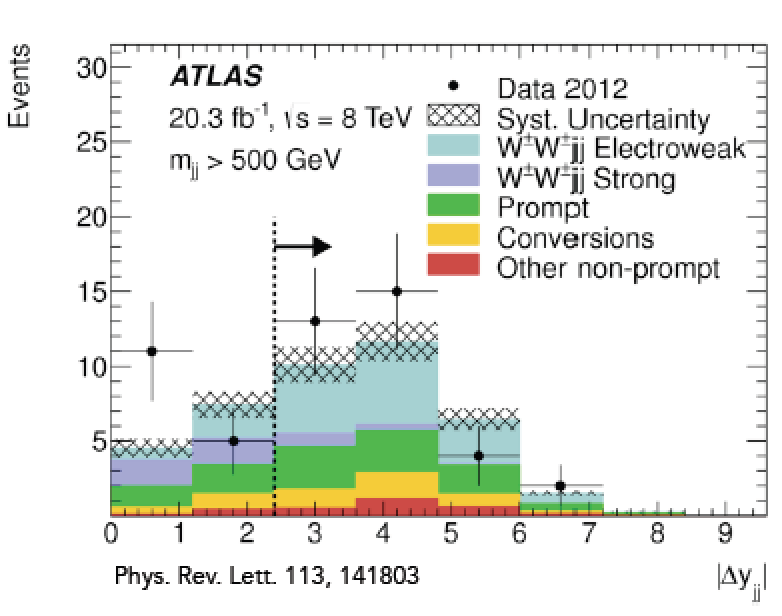 Events
30
25
20
15
10
5
ATLAS
20.3 fb⁻¹, √s = 8 TeV
mjj > 500 GeV
Data 2012
Syst. Uncertainty
W±W±jj Electroweak
W±W±jj Strong
Prompt
Conversions
Other non-prompt
0 1 2 3 4 5 6 7 8 9
|Δyjj|
Phys. Rev. Lett. 113, 141803